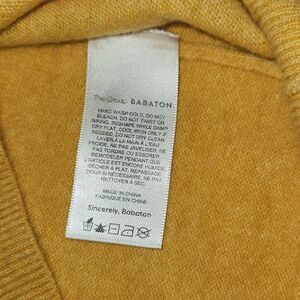 The Group BABATON
HAND WASH COLD, DO NOT
BLEACH, DO NOT TWIST OR
WRING, RESHAPE WHILE DAMP
DRY FLAT, COOL IRON ONLY IF
NEEDED, DO NOT DRY CLEAN
LAVER À LA MAIN À L'EAU
FROIDE, NE PAS JAVELISER, NE
PAS TORDRE OU ESSORER,
REMODELER PENDANT QUE
L'ARTICLE EST ENCORE HUMIDE,
SÉCHER À PLAT, REPASSAGE
DOUX SI NÉCESSAIRE, NE PAS
NETTOYER À SEC.
MADE IN CHINA
FABRIQUÉ EN CHINE
Sincerely, Babaton